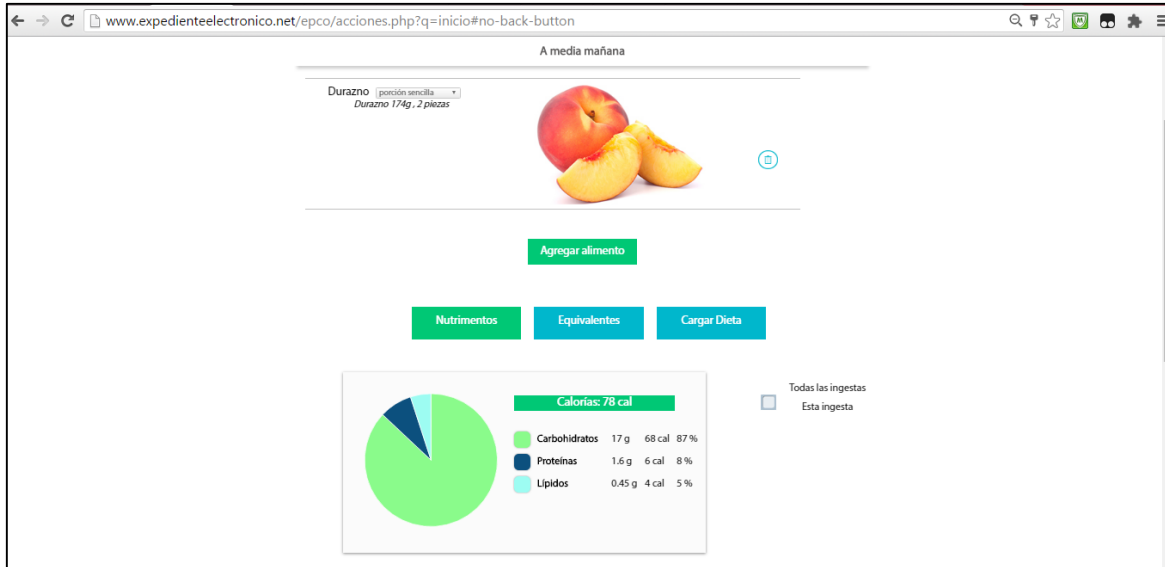 www.expedienteelectronico.net/epco/acciones.php?q=inicio#no-back-button
A media mañana
Durazno porción sencilla
Durazno 174g , 2 piezas
Agregar alimento
Nutrimentos Equivalentes Cargar Dieta
Calorías: 78 cal
Carbohidratos 17 g 68 cal 87 %
Proteínas 1.6 g 6 cal 8 %
Lípidos 0.45 g 4 cal 5 %
Todas las ingestas
Esta ingesta